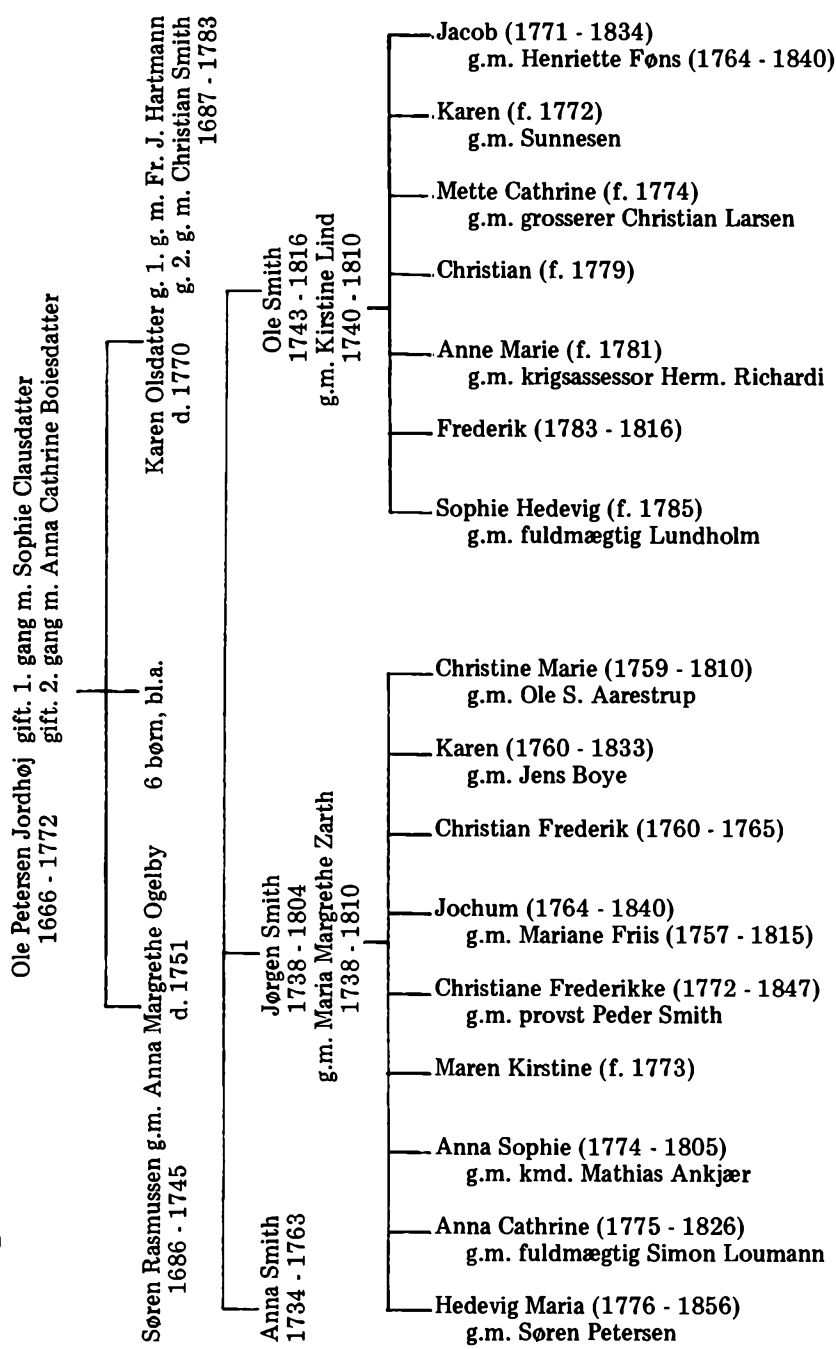 Ole Petersen Jordhøj gift. 1. gang m. Sophie Clausdatter
1666 - 1772 gift. 2. gang m. Anna Cathrine Boiesdatter
Søren Rasmussen g.m. Anna Margrethe Ogelby
1686 - 1745 d. 1751
6 børn, bl.a.
Karen Olsdatter g. 1. g. m. Fr. J. Hartmann
d. 1770 g. 2. g. m. Christian Smith
1687 - 1783
Anna Smith
1734 - 1763
Jørgen Smith
1738 - 1804
g.m. Maria Margrethe Zarth
1738 - 1810
Ole Smith
1743 - 1816
g.m. Kirstine Lind
1740 - 1810
Jacob (1771 - 1834)
g.m. Henriette Føns (1764 - 1840)
Karen (f. 1772)
g.m. Sunnesen
Mette Cathrine (f. 1774)
g.m. grosserer Christian Larsen
Christian (f. 1779)
Anne Marie (f. 1781)
g.m. krigsassessor Herm. Richardi
Frederik (1783 - 1816)
Sophie Hedevig (f. 1785)
g.m. fuldmægtig Lundholm
Christine Marie (1759 - 1810)
g.m. Ole S. Aarestrup
Karen (1760 - 1833)
g.m. Jens Boye
Christian Frederik (1760 - 1765)
Jochum (1764 - 1840)
g.m. Mariane Friis (1757 - 1815)
Christiane Frederikke (1772 - 1847)
g.m. provst Peder Smith
Maren Kirstine (f. 1773)
Anna Sophie (1774 - 1805)
g.m. kmd. Mathias Ankjær
Anna Cathrine (1775 - 1826)
g.m. fuldmægtig Simon Loumann
Hedevig Maria (1776 - 1856)
g.m. Søren Petersen